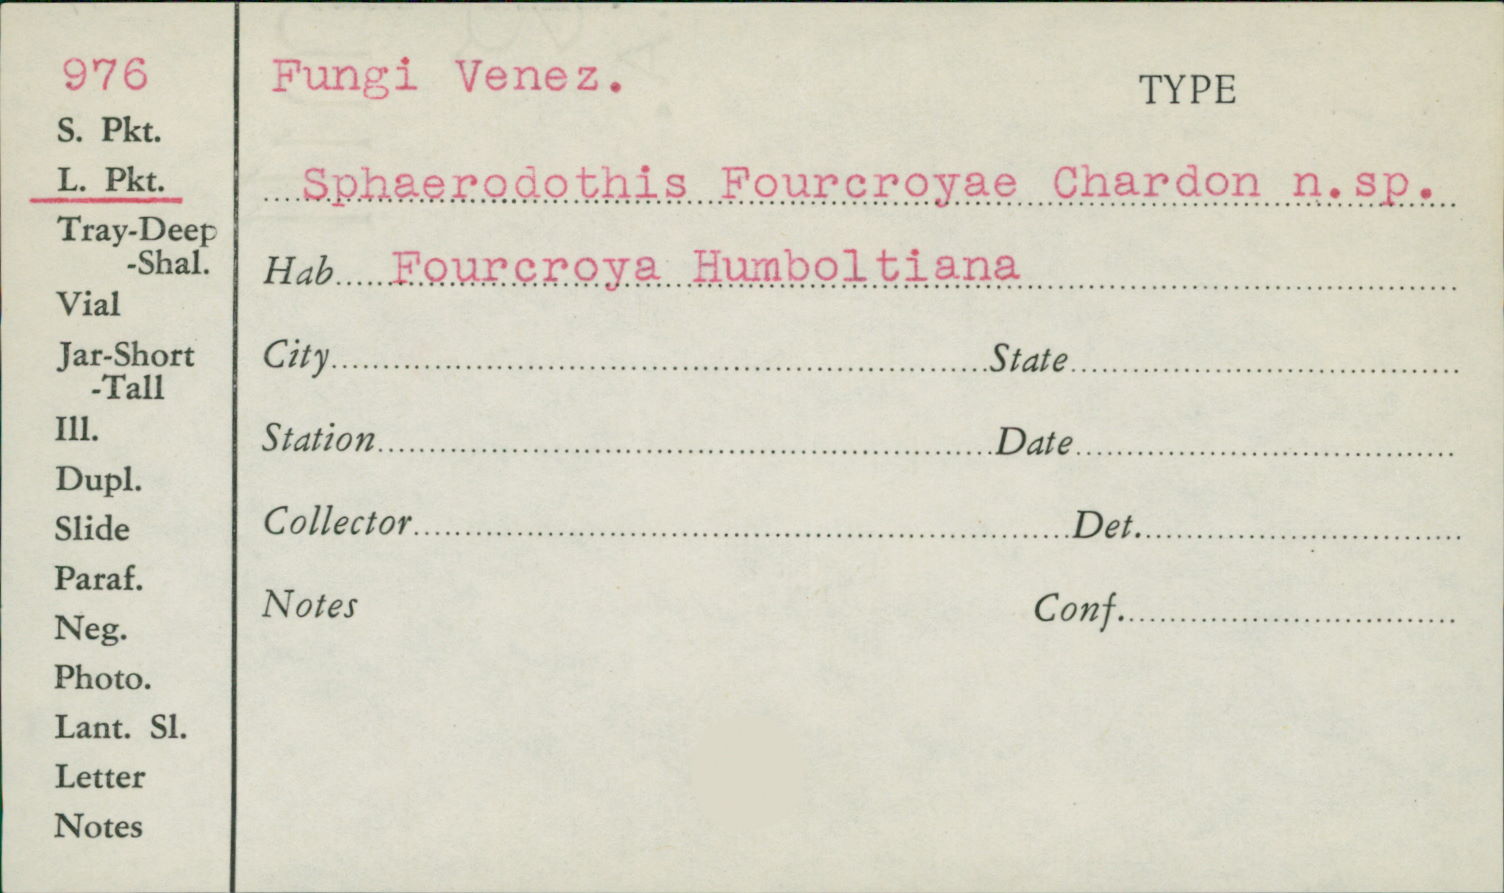 976
S. Pkt.
L. Pkt.
Tray-Deep
-Shal.
Vial
Jar-Short
-Tall
Ill.
Dupl.
Slide
Paraf.
Neg.
Photo.
Lant. Sl.
Letter
Notes
Fungi Venez.
TYPE
Sphaerodothis Fourcroyae Chardon n.sp.
Hab. Fourcroya Humboltiana
City State
Station Date
Collector Det.
Notes Conf.